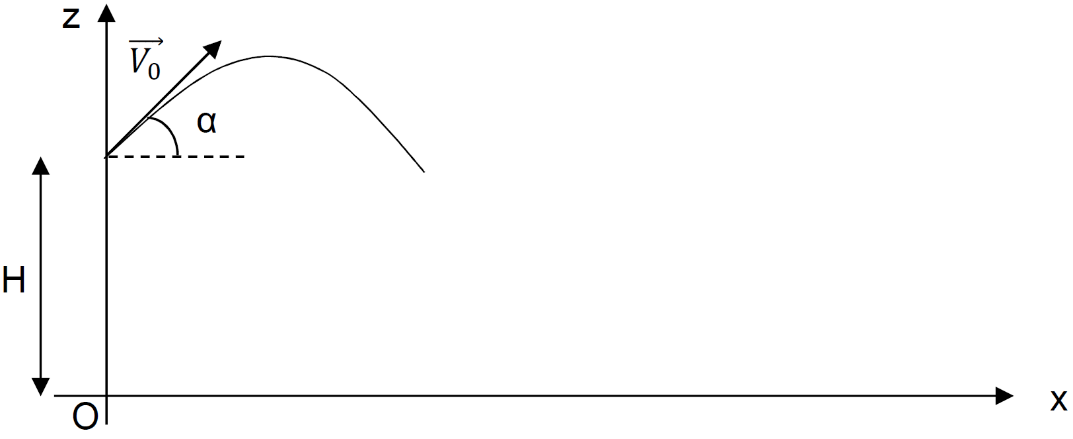 z
V₀
α
H
O
x